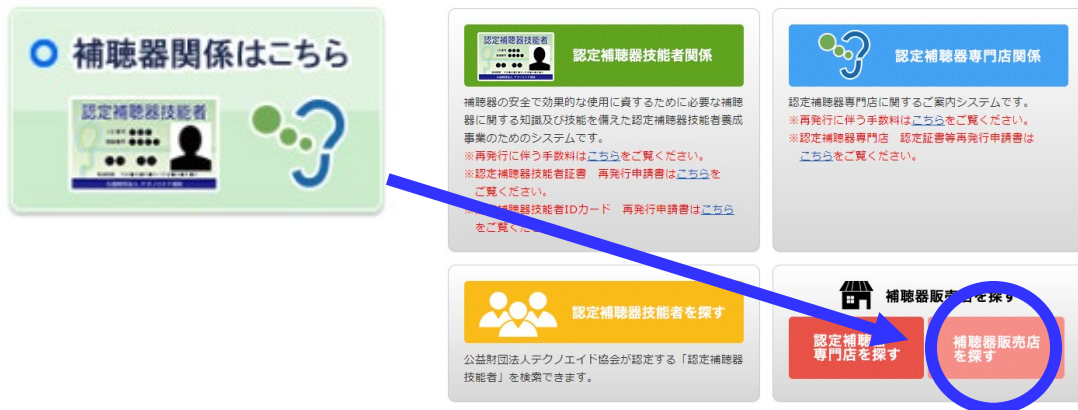 補聴器関係はこちら
認定補聴器技能者
認定補聴器技能者
認定補聴器技能者関係
補聴器の安全で効果的な使用に資するために必要な補聴
器に関する知識及び技能を備えた認定補聴器技能者養成
事業のためのシステムです。
※再発行に伴う手数料はこちらをご覧ください。
※認定補聴器技能者証書 再発行申請書はこちらを
ご覧ください。
補聴器技能者IDカード 再発行申請書はこちら
をご覧くだ
認定補聴器専門店関係
認定補聴器専門店に関するご案内システムです。
※再発行に伴う手数料はこちらをご覧ください。
※認定補聴器専門店 認定証書等再発行申請書は
こちらをご覧ください。
認定補聴器技能者を探す
公益財団法人テクノエイド協会が認定する「認定補聴器
技能者」を検索できます。
補聴器販売店を探す
認定補聴器
専門店を探す
補聴器販売店
を探す